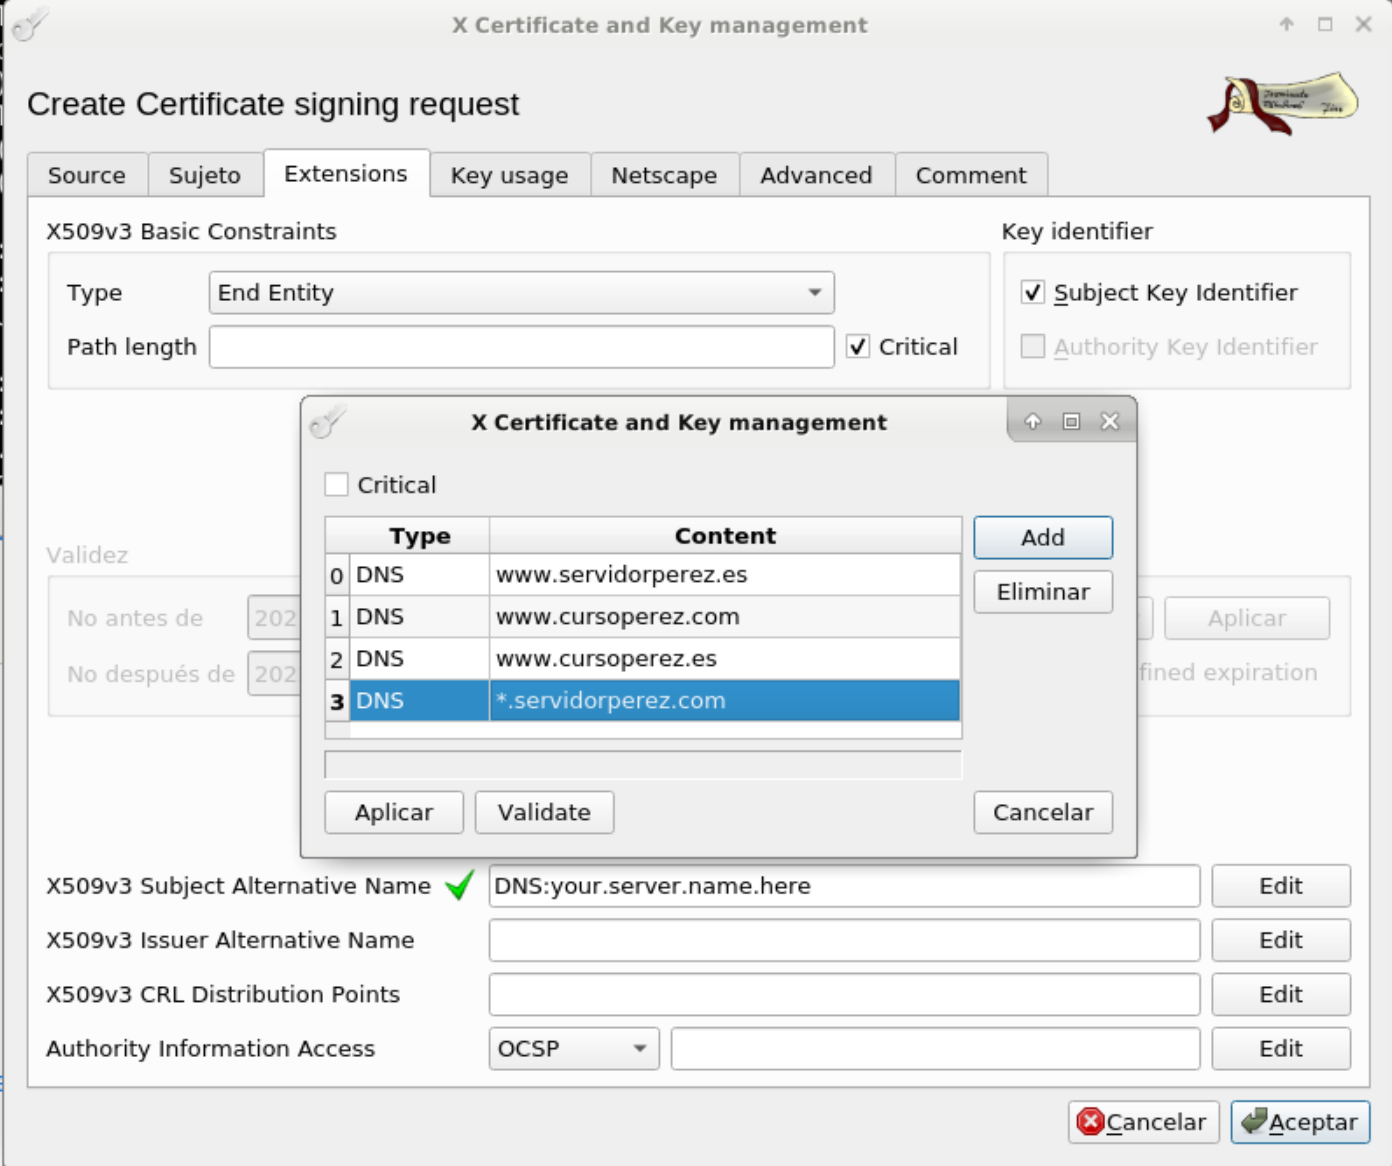 X Certificate and Key management
Create Certificate signing request
Source Sujeto Extensions Key usage Netscape Advanced Comment
X509v3 Basic Constraints
Key identifier
Type End Entity
Subject Key Identifier
Path length Critical
Authority Key Identifier
X Certificate and Key management
Critical
Type Content
Add
0 DNS www.servidorperez.es
Eliminar
1 DNS www.cursoperez.com
2 DNS www.cursoperez.es
3 DNS *.servidorperez.com
Aplicar Validate Cancelar
Validez
No antes de 202
Aplicar
No después de 202
fined expiration
X509v3 Subject Alternative Name DNS:your.server.name.here Edit
X509v3 Issuer Alternative Name Edit
X509v3 CRL Distribution Points Edit
Authority Information Access OCSP Edit
Cancelar Aceptar